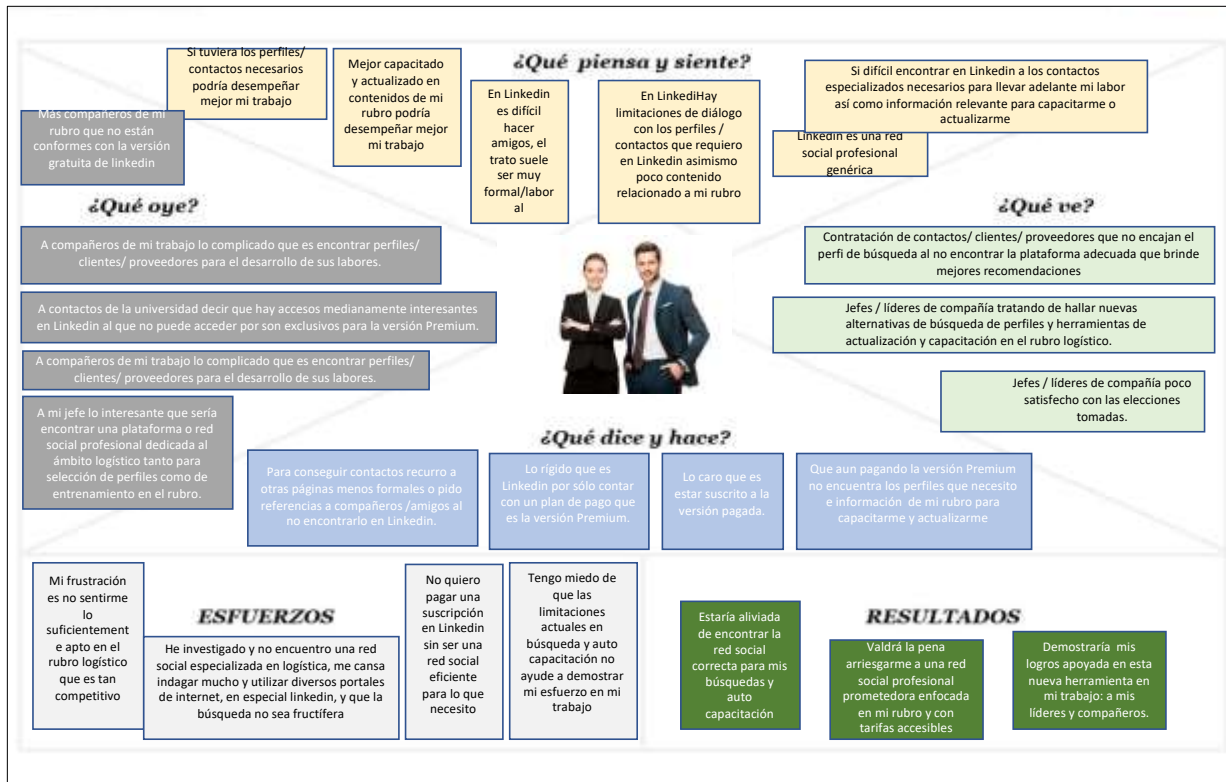 ¿Qué piensa y siente?
Si tuviera los perfiles/
contactos necesarios
podría desempeñar
mejor mi trabajo
Mejor capacitado
y actualizado en
contenidos de mi
rubro podría
desempeñar mejor
mi trabajo
En Linkedin
es difícil
hacer
amigos, el
trato suele
ser muy
formal/labor
al
En LinkediHay
limitaciones de diálogo
con los perfiles /
contactos que requiero
en Linkedin asimismo
poco contenido
relacionado a mi rubro
Si difícil encontrar en Linkedin a los contactos
especializados necesarios para llevar adelante mi labor
así como información relevante para capacitarme o
actualizarme
Linkedin es una red
social profesional
genérica
Más compañeros de mi
rubro que no están
conformes con la versión
gratuita de linkedin
¿Qué oye?
A compañeros de mi trabajo lo complicado que es encontrar perfiles/
clientes/ proveedores para el desarrollo de sus labores.
A contactos de la universidad decir que hay accesos medianamente interesantes
en Linkedin al que no puede acceder por son exclusivos para la versión Premium.
A compañeros de mi trabajo lo complicado que es encontrar perfiles/
clientes/ proveedores para el desarrollo de sus labores.
A mi jefe lo interesante que sería
encontrar una plataforma o red
social profesional dedicada al
ámbito logístico tanto para
selección de perfiles como de
entrenamiento en el rubro.
¿Qué ve?
Contratación de contactos/ clientes/ proveedores que no encajan el
perfi de búsqueda al no encontrar la plataforma adecuada que brinde
mejores recomendaciones
Jefes / líderes de compañía tratando de hallar nuevas
alternativas de búsqueda de perfiles y herramientas de
actualización y capacitación en el rubro logístico.
Jefes / líderes de compañía poco
satisfecho con las elecciones
tomadas.
¿Qué dice y hace?
Para conseguir contactos recurro a
otras páginas menos formales o pido
referencias a compañeros /amigos al
no encontrarlo en Linkedin.
Lo rígido que es
Linkedin por sólo contar
con un plan de pago que
es la versión Premium.
Lo caro que es
estar suscrito a la
versión pagada.
Que aun pagando la versión Premium
no encuentra los perfiles que necesito
e información de mi rubro para
capacitarme y actualizarme
ESFUERZOS
Mi frustración
es no sentirme
lo
suficientement
e apto en el
rubro logístico
que es tan
competitivo
He investigado y no encuentro una red
social especializada en logística, me cansa
indagar mucho y utilizar diversos portales
de internet, en especial linkedin, y que la
búsqueda no sea fructífera
No quiero
pagar una
suscripción
en Linkedin
sin ser una
red social
eficiente
para lo que
necesito
Tengo miedo de
que las
limitaciones
actuales en
búsqueda y auto
capacitación no
ayude a demostrar
mi esfuerzo en mi
trabajo
RESULTADOS
Estaría aliviada
de encontrar la
red social
correcta para mis
búsquedas y
auto
capacitación
Valdrá la pena
arriesgarme a una red
social profesional
prometedora enfocada
en mi rubro y con
tarifas accesibles
Demostraría mis
logros apoyada en esta
nueva herramienta en
mi trabajo: a mis
líderes y compañeros.